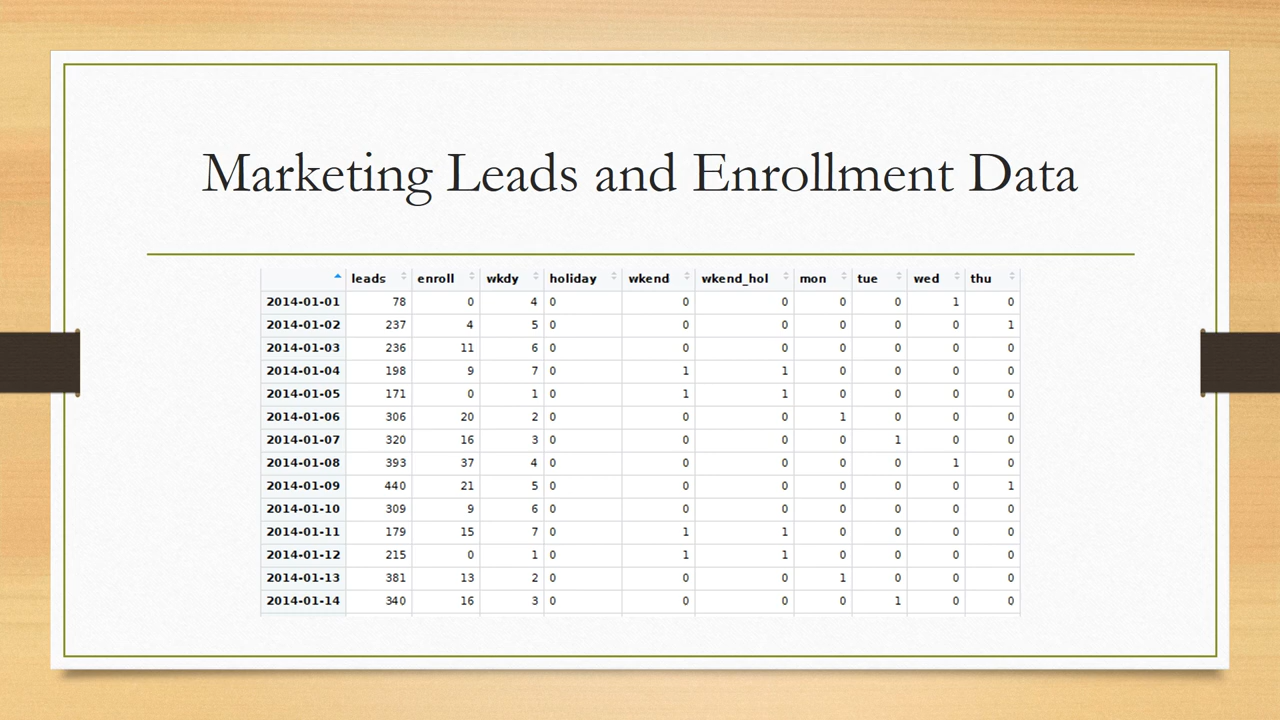 Marketing Leads and Enrollment Data
leads enroll wkdy holiday wkend wkend_hol mon tue wed thu
2014-01-01 78 0 4 0 0 0 0 0 1 0
2014-01-02 237 4 5 0 0 0 0 0 0 1
2014-01-03 236 11 6 0 0 0 0 0 0 0
2014-01-04 198 9 7 0 1 1 0 0 0 0
2014-01-05 171 0 1 0 1 1 0 0 0 0
2014-01-06 306 20 2 0 0 0 1 0 0 0
2014-01-07 320 16 3 0 0 0 0 1 0 0
2014-01-08 393 37 4 0 0 0 0 0 1 0
2014-01-09 440 21 5 0 0 0 0 0 0 1
2014-01-10 309 9 6 0 0 0 0 0 0 0
2014-01-11 179 15 7 0 1 1 0 0 0 0
2014-01-12 215 0 1 0 1 1 0 0 0 0
2014-01-13 381 13 2 0 0 0 1 0 0 0
2014-01-14 340 16 3 0 0 0 0 1 0 0